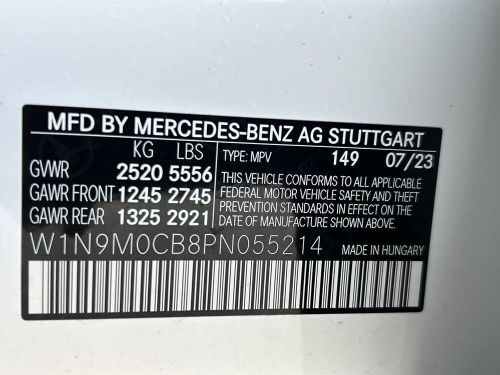 MFD BY MERCEDES-BENZ AG STUTTGART
KG LBS TYPE: MPV 149 07/23
GWWR 2520 5556 THIS VEHICLE CONFORMS TO ALL APPLICABLE
GAWR FRONT 1245 2745 FEDERAL MOTOR VEHICLE SAFETY AND THEFT
GAWR REAR 1325 2921 PREVENTION STANDARDS IN EFFECT ON THE DATE OF MANUFACTURE SHOWN ABOVE.
W1N9M0CB8PN055214 MADE IN HUNGARY